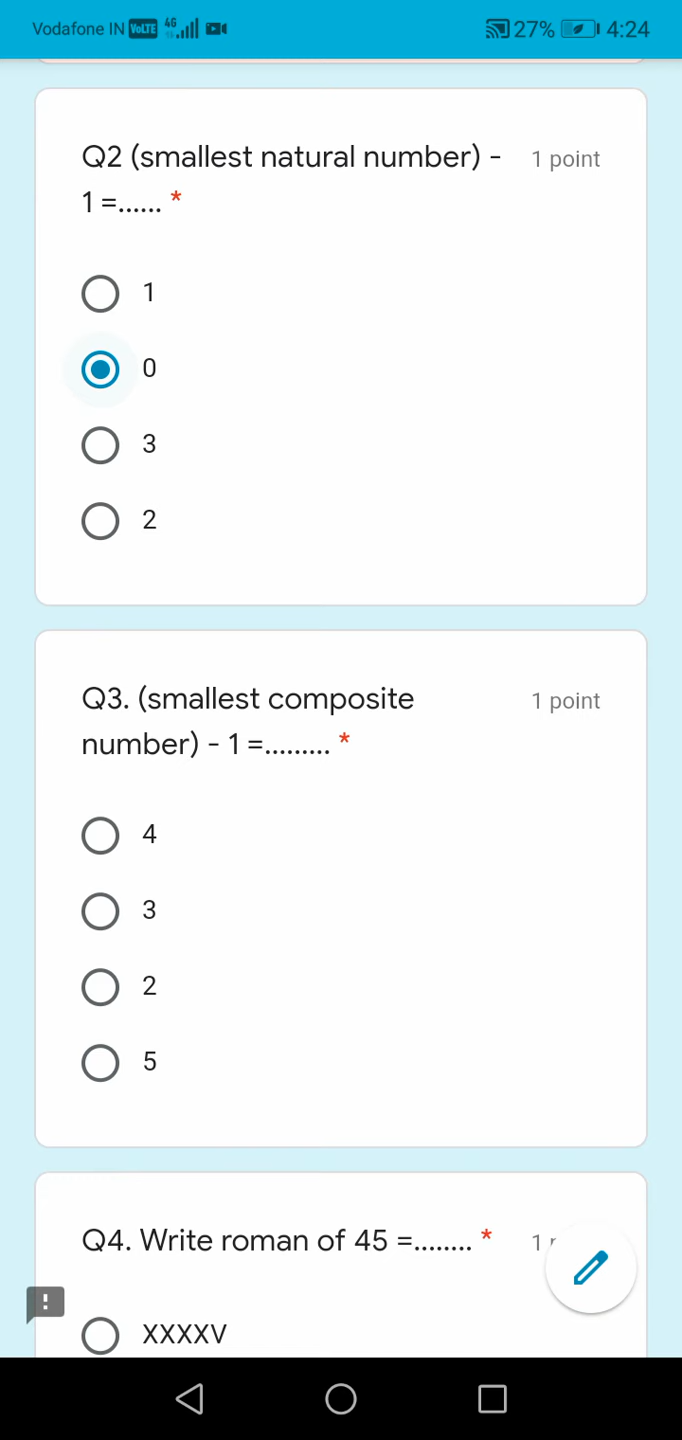 Vodafone IN VoLTE 4G 27% 4:24
Q2 (smallest natural number) - 1 point
1 =...... *
1
0
3
2
Q3. (smallest composite 1 point
number) - 1 =......... *
4
3
2
5
Q4. Write roman of 45 =........ * 1
XXXXV